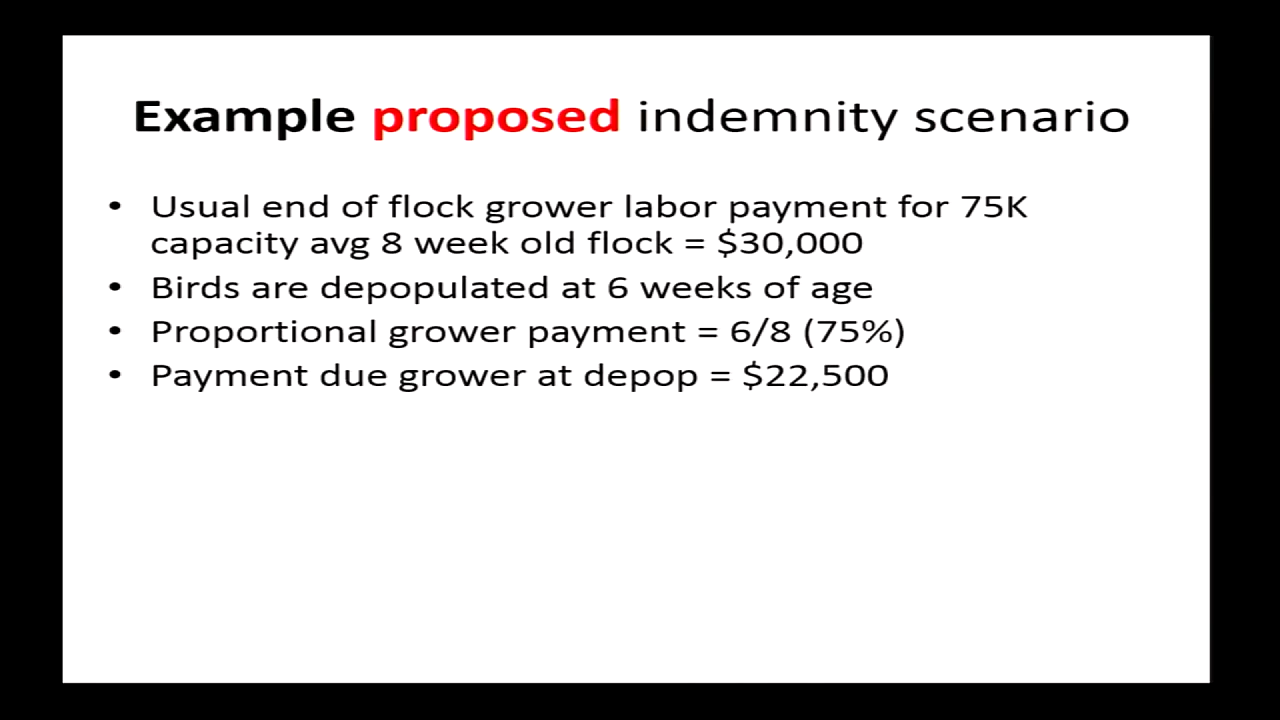 Example proposed indemnity scenario
• Usual end of flock grower labor payment for 75K
capacity avg 8 week old flock = $30,000
• Birds are depopulated at 6 weeks of age
• Proportional grower payment = 6/8 (75%)
• Payment due grower at depop = $22,500